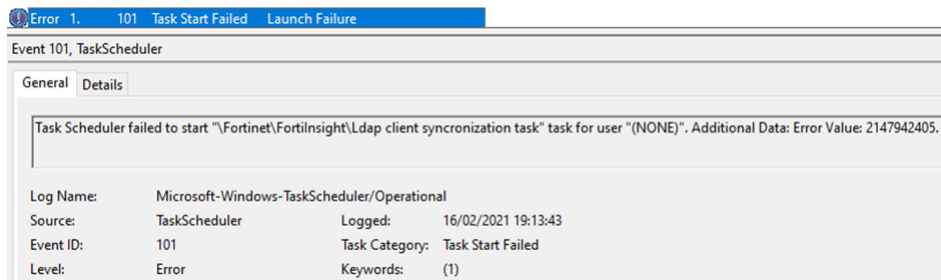 Error 1. 101 Task Start Failed Launch Failure
Event 101, TaskScheduler
General Details
Task Scheduler failed to start "\Fortinet\FortiInsight\Ldap client syncronization task" task for user "(NONE)". Additional Data: Error Value: 2147942405.
Log Name: Microsoft-Windows-TaskScheduler/Operational
Source: TaskScheduler Logged: 16/02/2021 19:13:43
Event ID: 101 Task Category: Task Start Failed
Level: Error Keywords: (1)